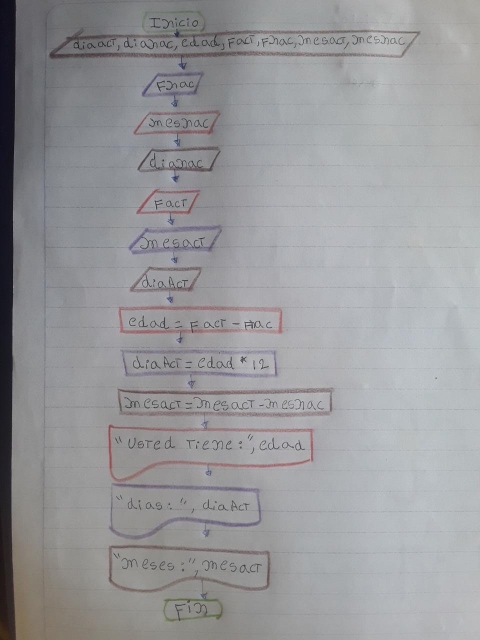 Inicio
diaact, dianac, edad, Fact, Fnac, mesact, mesnac
Fnac
mesnac
dianac
Fact
mesact
diaAct
edad = Fact - Fnac
diaAct = edad * 12
mesact = mesact - mesnac
"Usted Tiene:", edad
"dias:", diaAct
"meses:", mesact
Fin